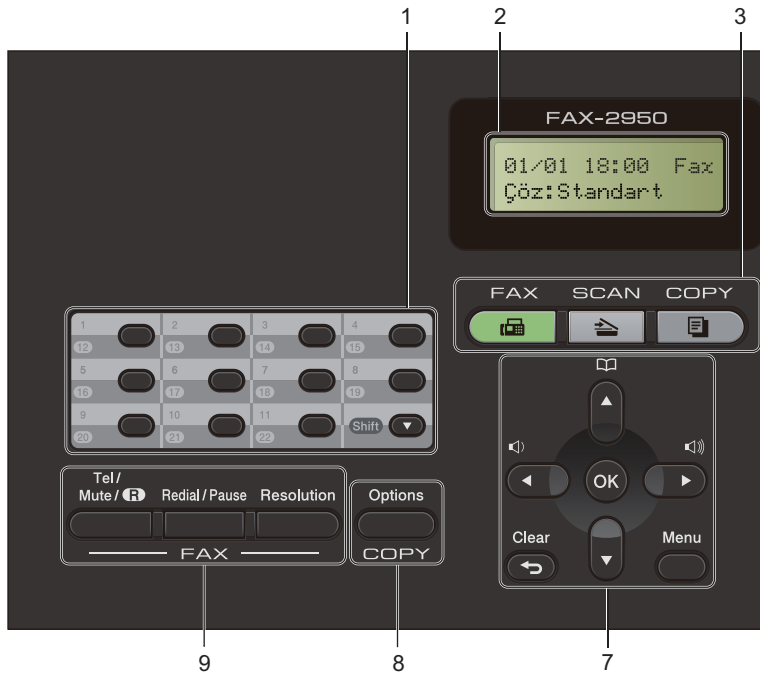 1 2 3
FAX-2950
01/01 18:00 Fax
Çöz:Standart
FAX SCAN COPY
1 2 3 4
12 13 14 15
5 6 7 8
16 17 18 19
9 10 11 Shift
20 21 22
Tel/
Mute/R Redial/Pause Resolution
FAX
Options
COPY
OK
Clear Menu
9 8 7